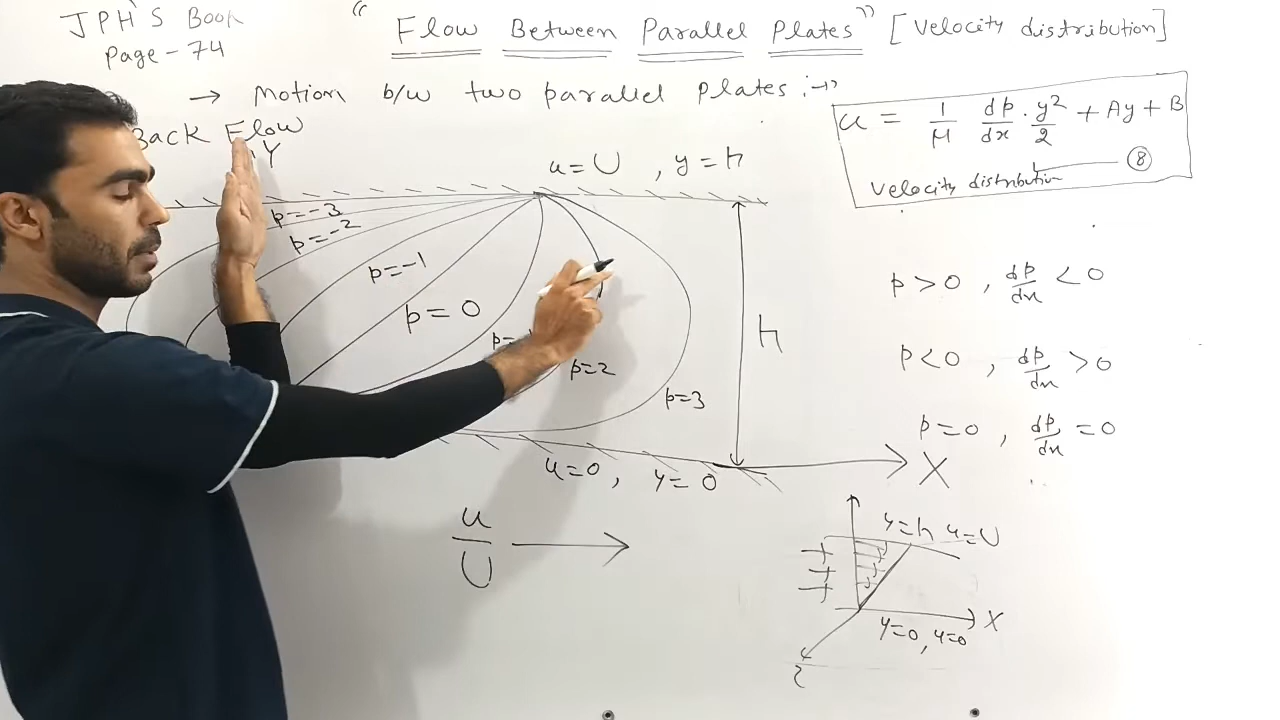 JPH'S Book
Page - 74
"Flow Between Parallel Plates" [Velocity distribution]
→ Motion b/w two parallel plates :→
Back Flow
Y
u = U , y = h
u = 1/μ dp/dx · y²/2 + Ay + B
⑧
Velocity distribution
p=-3
p=-2
p=-1
p = 0
p=2
p=3
h
p > 0 , dp/dx < 0
p < 0 , dp/dx > 0
p = 0 , dp/dx = 0
u=0 , y=0
X
u/U →
y=h u=U
X
y=0, u=0